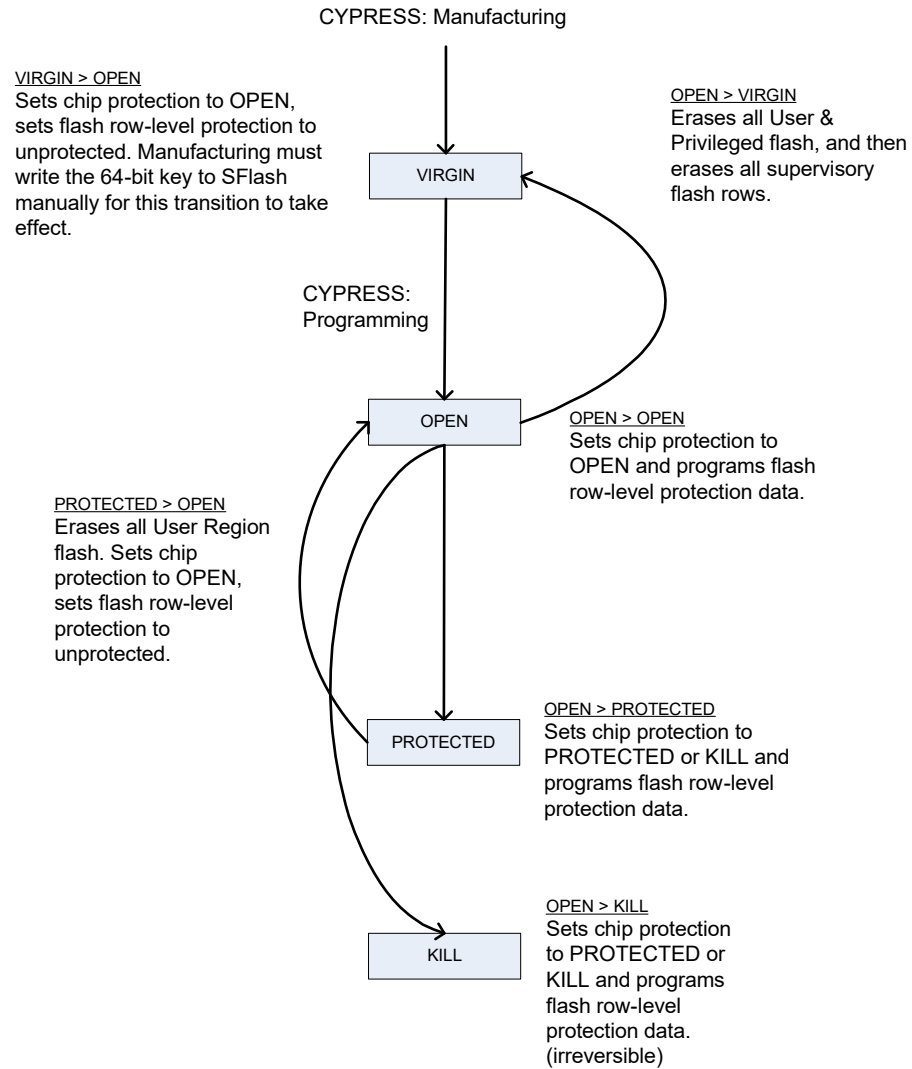 CYPRESS: Manufacturing
VIRGIN > OPEN
Sets chip protection to OPEN,
sets flash row-level protection to
unprotected. Manufacturing must
write the 64-bit key to SFlash
manually for this transition to take
effect.
OPEN > VIRGIN
Erases all User &
Privileged flash, and then
erases all supervisory
flash rows.
VIRGIN
CYPRESS:
Programming
OPEN
OPEN > OPEN
Sets chip protection to
OPEN and programs flash
row-level protection data.
PROTECTED > OPEN
Erases all User Region
flash. Sets chip
protection to OPEN,
sets flash row-level
protection to
unprotected.
PROTECTED
OPEN > PROTECTED
Sets chip protection to
PROTECTED or KILL and
programs flash row-level
protection data.
KILL
OPEN > KILL
Sets chip protection
to PROTECTED or
KILL and programs
flash row-level
protection data.
(irreversible)